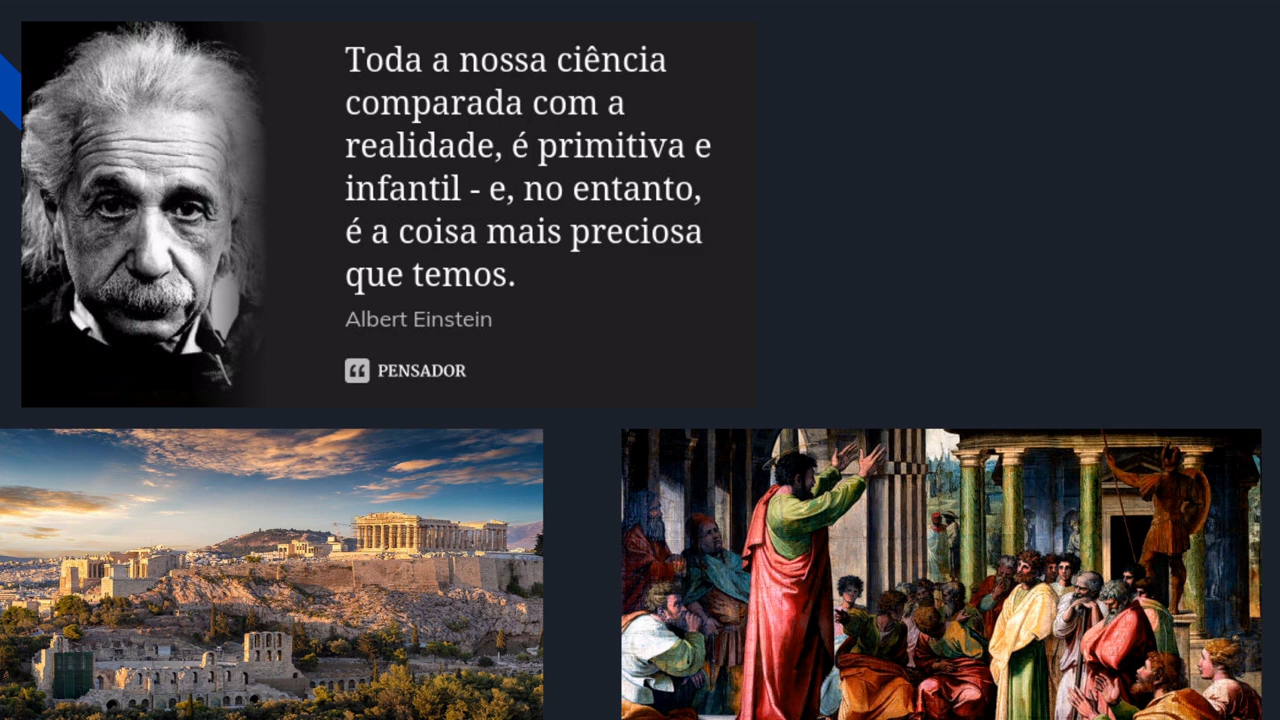 Toda a nossa ciência
comparada com a
realidade, é primitiva e
infantil - e, no entanto,
é a coisa mais preciosa
que temos.
Albert Einstein
PENSADOR